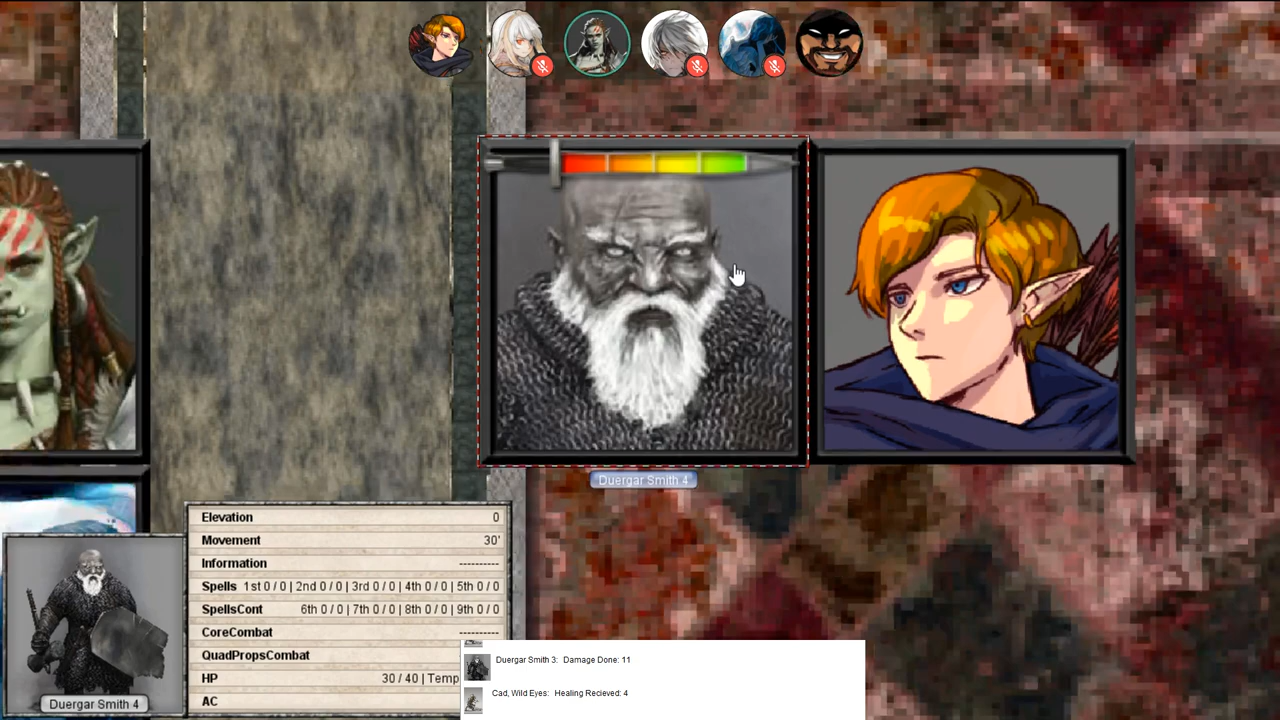 Duergar Smith 4
Elevation 0
Movement 30'
Information ----------
Spells 1st 0 / 0 | 2nd 0 / 0 | 3rd 0 / 0 | 4th 0 / 0 | 5th 0 / 0
SpellsCont 6th 0 / 0 | 7th 0 / 0 | 8th 0 / 0 | 9th 0 / 0
CoreCombat ----------
QuadPropsCombat
HP 30 / 40 | Temp
AC
Duergar Smith 4
Duergar Smith 3: Damage Done: 11
Cad, Wild Eyes: Healing Recieved: 4